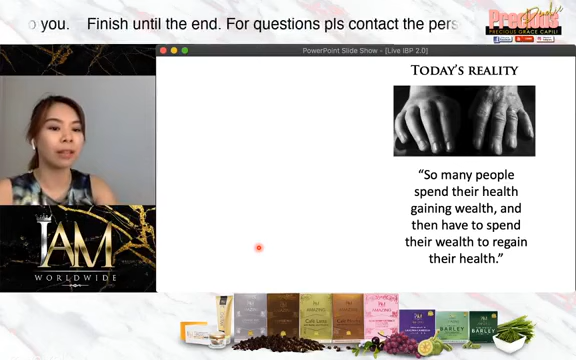 o you. Finish until the end. For questions pls contact the pers
Precious
PRECIOUS GRACE CAPILI
PowerPoint Slide Show - [Live IBP 2.0]
TODAY'S REALITY
"So many people
spend their health
gaining wealth, and
then have to spend
their wealth to regain
their health."
IAM
WORLDWIDE
AMAZING
AMAZING
BARLEY
BARLEY